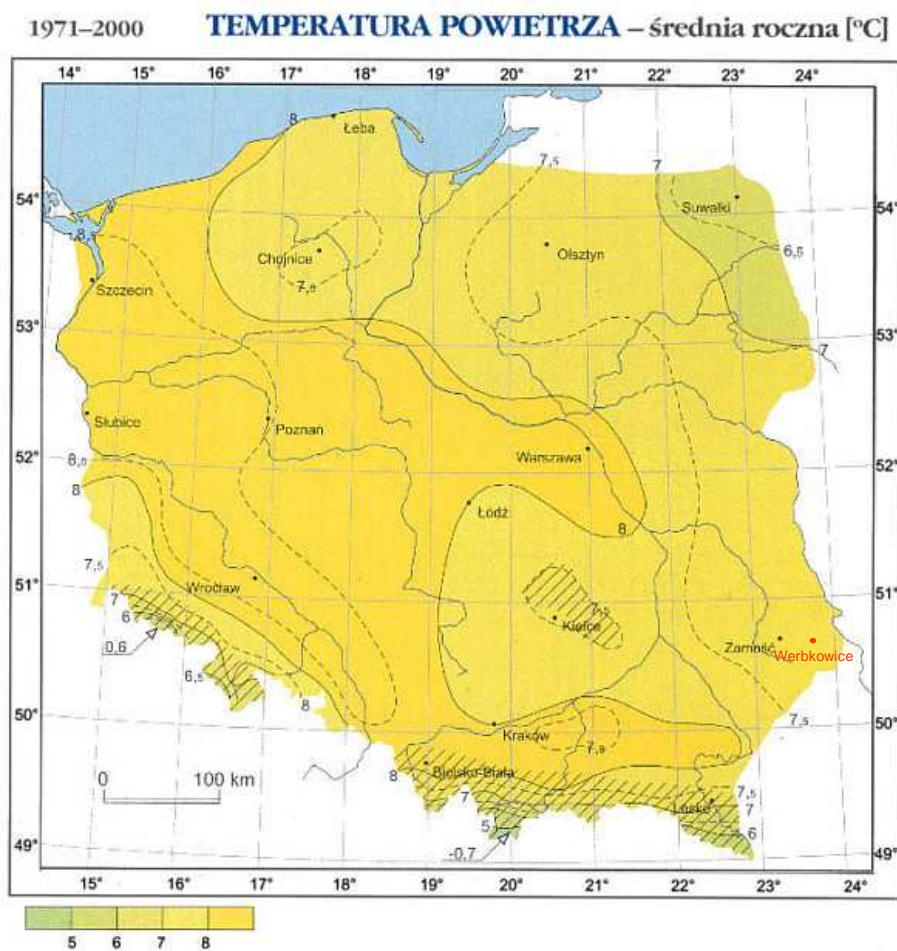 1971–2000 TEMPERATURA POWIETRZA – średnia roczna [°C]
14° 15° 16° 17° 18° 19° 20° 21° 22° 23° 24°
8
Łeba
7,5
7
54°
Suwałki
54°
8
Chojnice
Olsztyn
6,5
7,5
Szczecin
53°
7
53°
Słubice
Poznań
Warszawa
52°
8,5
52°
8
Łódź
8
7,5
51°
Wrocław
7,5
51°
7
6
Kielce
0,6
Zamość
Werbkowice
6,5
8
7,5
50°
Kraków
7,5
50°
0 100 km
8
Bielsko-Biała
7
Lesko
7,5
7
6
5
49°
-0,7
49°
15° 16° 17° 18° 19° 20° 21° 22° 23° 24°
5 6 7 8